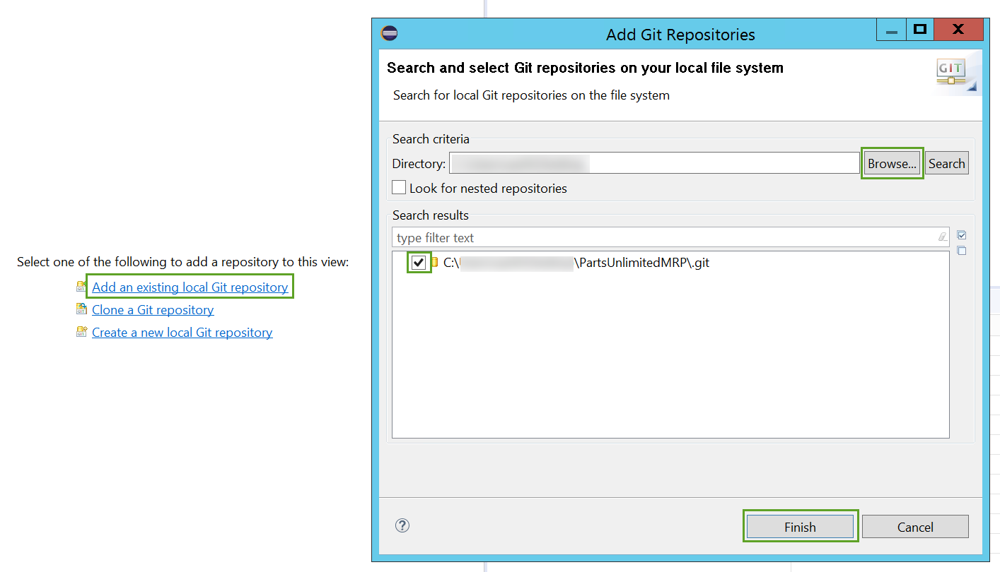 Add Git Repositories
Search and select Git repositories on your local file system
GIT
Search for local Git repositories on the file system
Search criteria
Directory: Browse... Search
Look for nested repositories
Search results
type filter text
C:\ \PartsUnlimitedMRP\.git
Finish Cancel
Select one of the following to add a repository to this view:
Add an existing local Git repository
Clone a Git repository
Create a new local Git repository